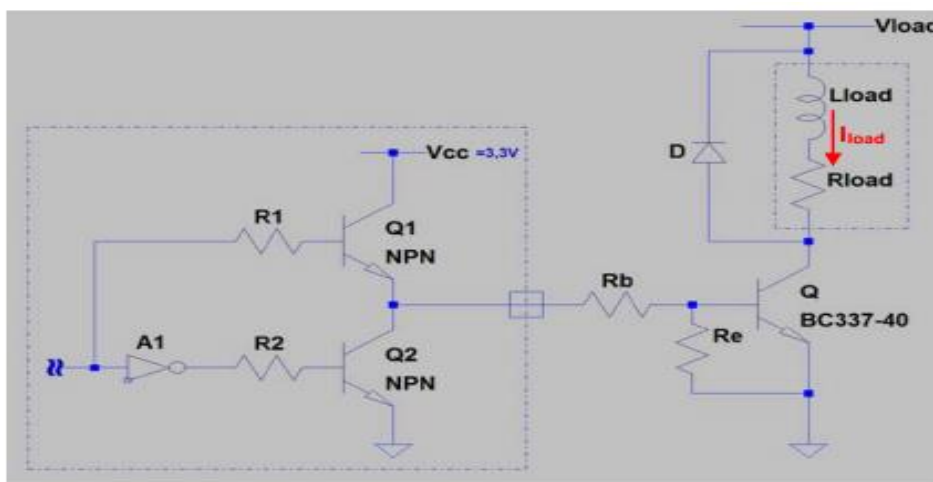 Vload
Lload
Iload
D
Rload
Vcc =3,3V
R1
Q1
NPN
Rb
Q
BC337-40
Re
A1
R2
Q2
NPN